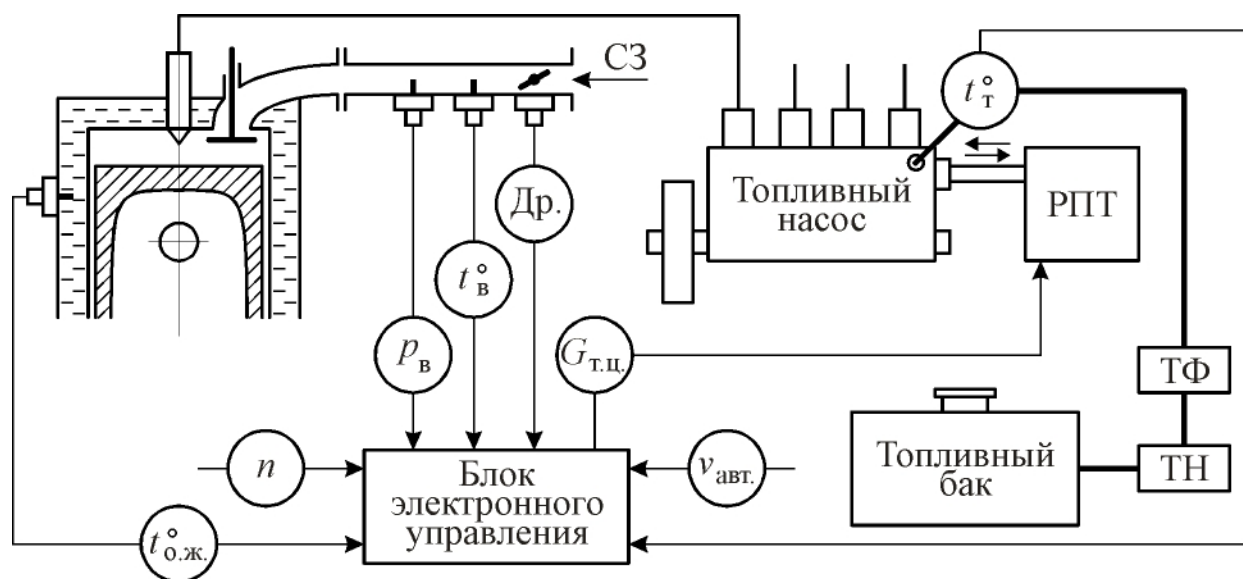 СЗ
t°т
Топливный
насос
РПТ
Др.
t°в
pв
Gт.ц.
ТФ
n
Блок
электронного
управления
vавт.
Топливный
бак
ТН
t°о.ж.